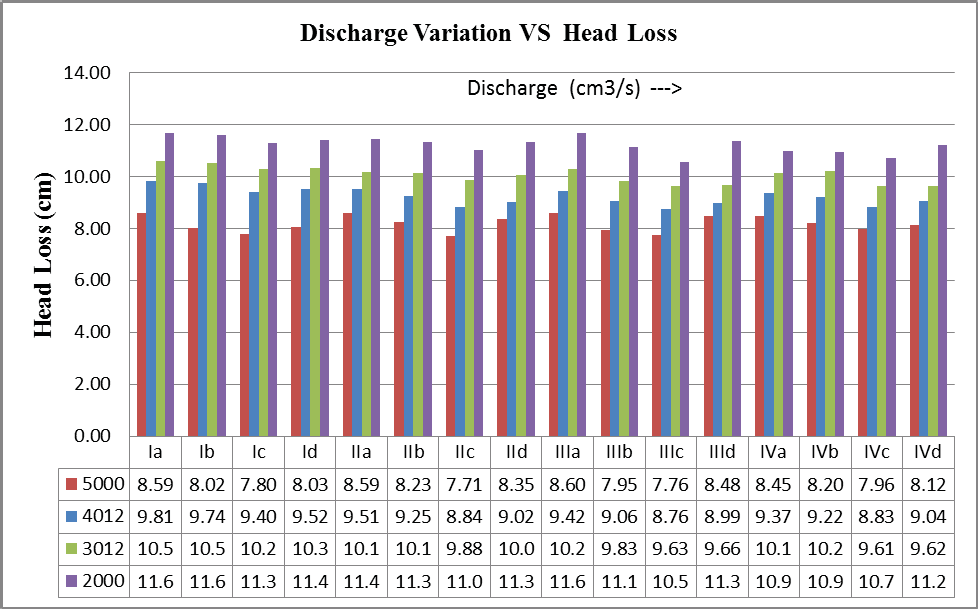 Discharge Variation VS Head Loss
14.00
Discharge (cm3/s) --->
12.00
10.00
8.00
6.00
4.00
2.00
0.00
Head Loss (cm)
Ia Ib Ic Id IIa IIb IIc IId IIIa IIIb IIIc IIId IVa IVb IVc IVd
5000 8.59 8.02 7.80 8.03 8.59 8.23 7.71 8.35 8.60 7.95 7.76 8.48 8.45 8.20 7.96 8.12
4012 9.81 9.74 9.40 9.52 9.51 9.25 8.84 9.02 9.42 9.06 8.76 8.99 9.37 9.22 8.83 9.04
3012 10.5 10.5 10.2 10.3 10.1 10.1 9.88 10.0 10.2 9.83 9.63 9.66 10.1 10.2 9.61 9.62
2000 11.6 11.6 11.3 11.4 11.4 11.3 11.0 11.3 11.6 11.1 10.5 11.3 10.9 10.9 10.7 11.2